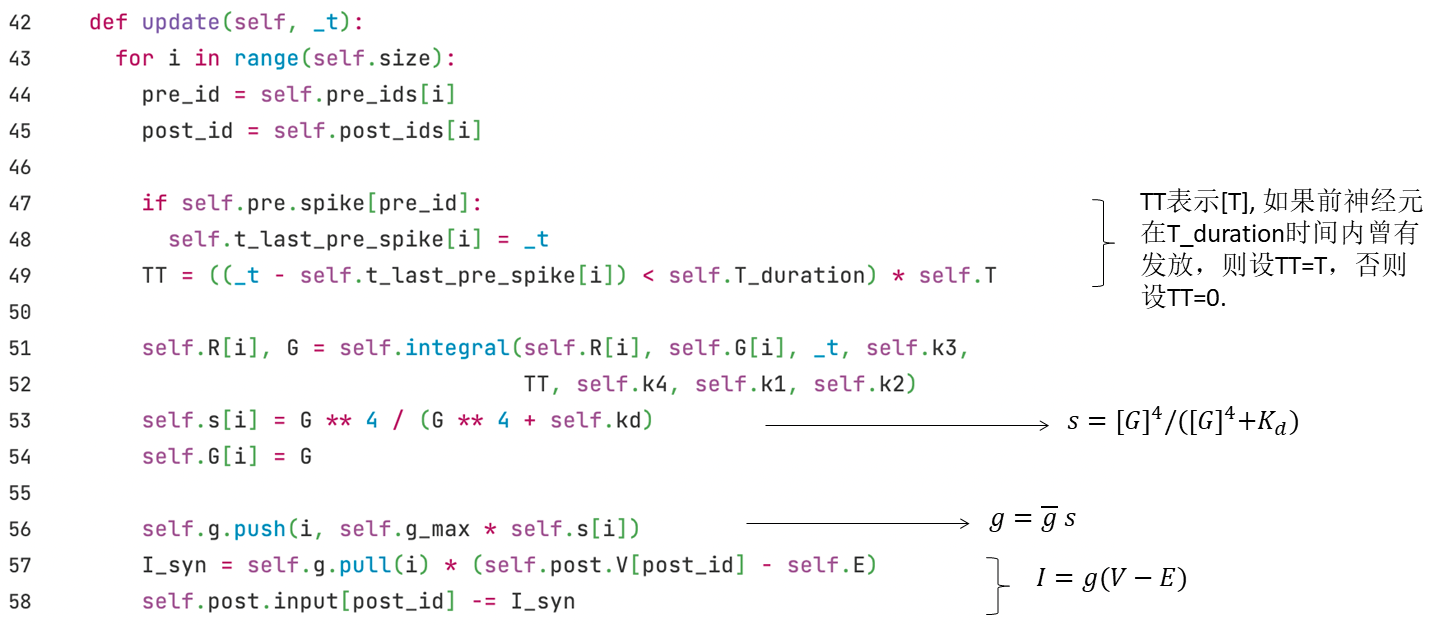 42 def update(self, _t):
43 for i in range(self.size):
44 pre_id = self.pre_ids[i]
45 post_id = self.post_ids[i]
46
47 if self.pre.spike[pre_id]:
48 self.t_last_pre_spike[i] = _t
49 TT = ((_t - self.t_last_pre_spike[i]) < self.T_duration) * self.T
50
51 self.R[i], G = self.integral(self.R[i], self.G[i], _t, self.k3,
52 TT, self.k4, self.k1, self.k2)
53 self.s[i] = G ** 4 / (G ** 4 + self.kd)
54 self.G[i] = G
55
56 self.g.push(i, self.g_max * self.s[i])
57 I_syn = self.g.pull(i) * (self.post.V[post_id] - self.E)
58 self.post.input[post_id] -= I_syn
TT表示[T], 如果前神经元
在T_duration时间内曾有
发放，则设TT=T，否则
设TT=0.
s = [G]⁴/([G]⁴+K_d)
g = g̅ s
I = g(V − E)